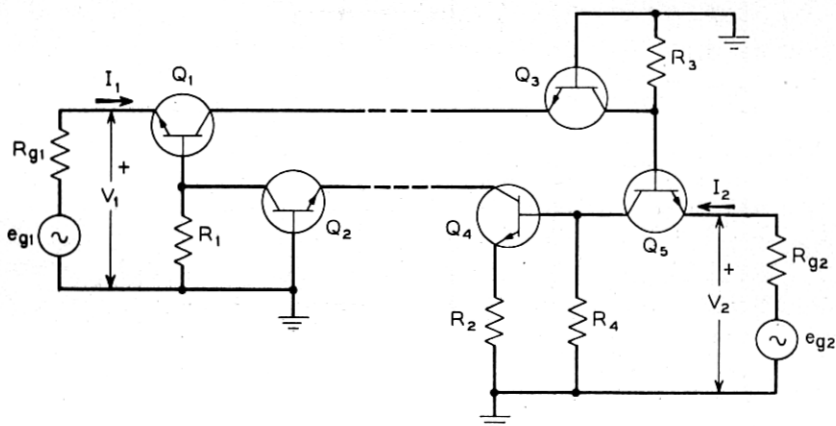 I₁
Q₁
Q₃
R₃
Rg1
+
V₁
eg1
R₁
Q₂
Q₄
Q₅
I₂
+
V₂
Rg2
R₂
R₄
eg2